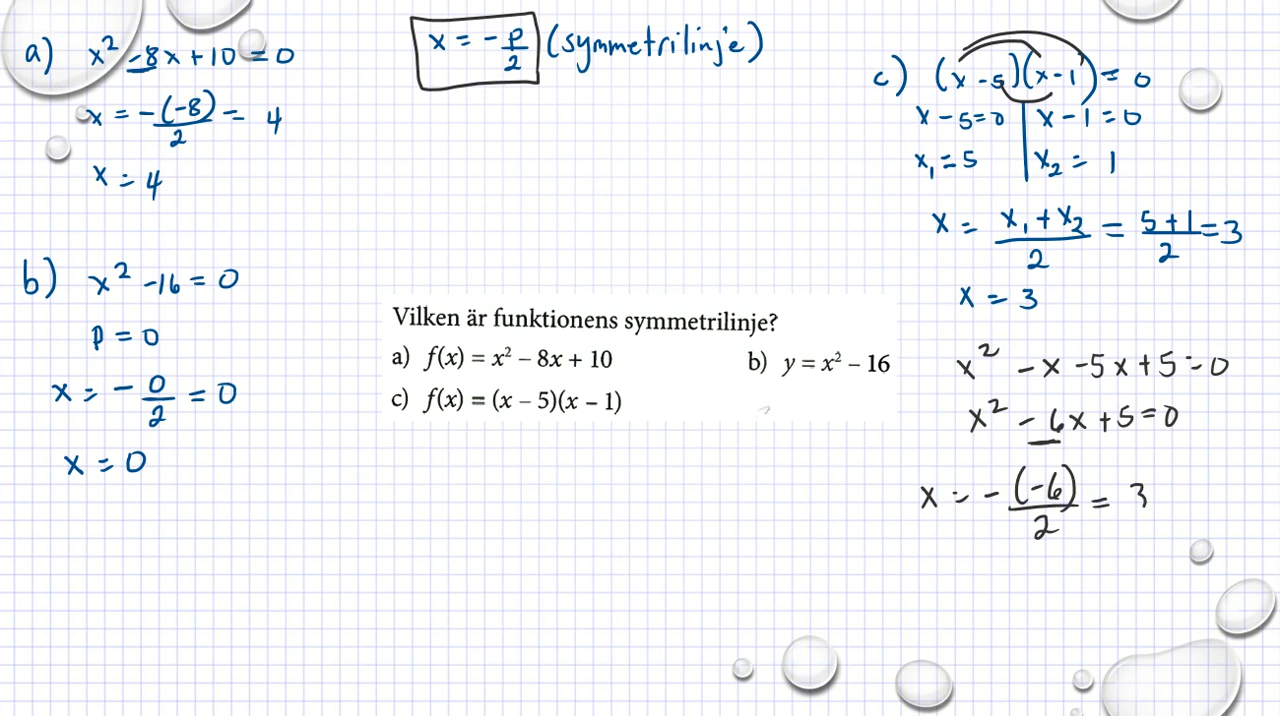 a) x² -8x+10=0
x = -(-8)/2 = 4
x = 4
b) x² -16=0
p = 0
x = -0/2 = 0
x = 0
x = -p/2 (symmetrilinje)
Vilken är funktionens symmetrilinje?
a) f(x) = x² – 8x + 10 b) y = x² – 16
c) f(x) = (x – 5)(x – 1)
c) (x-5)(x-1) = 0
x-5=0 | x-1=0
x₁=5 | x₂=1
x = (x₁+x₂)/2 = (5+1)/2 = 3
x = 3
x² -x -5x+5=0
x² -6x+5=0
x = -(-6)/2 = 3